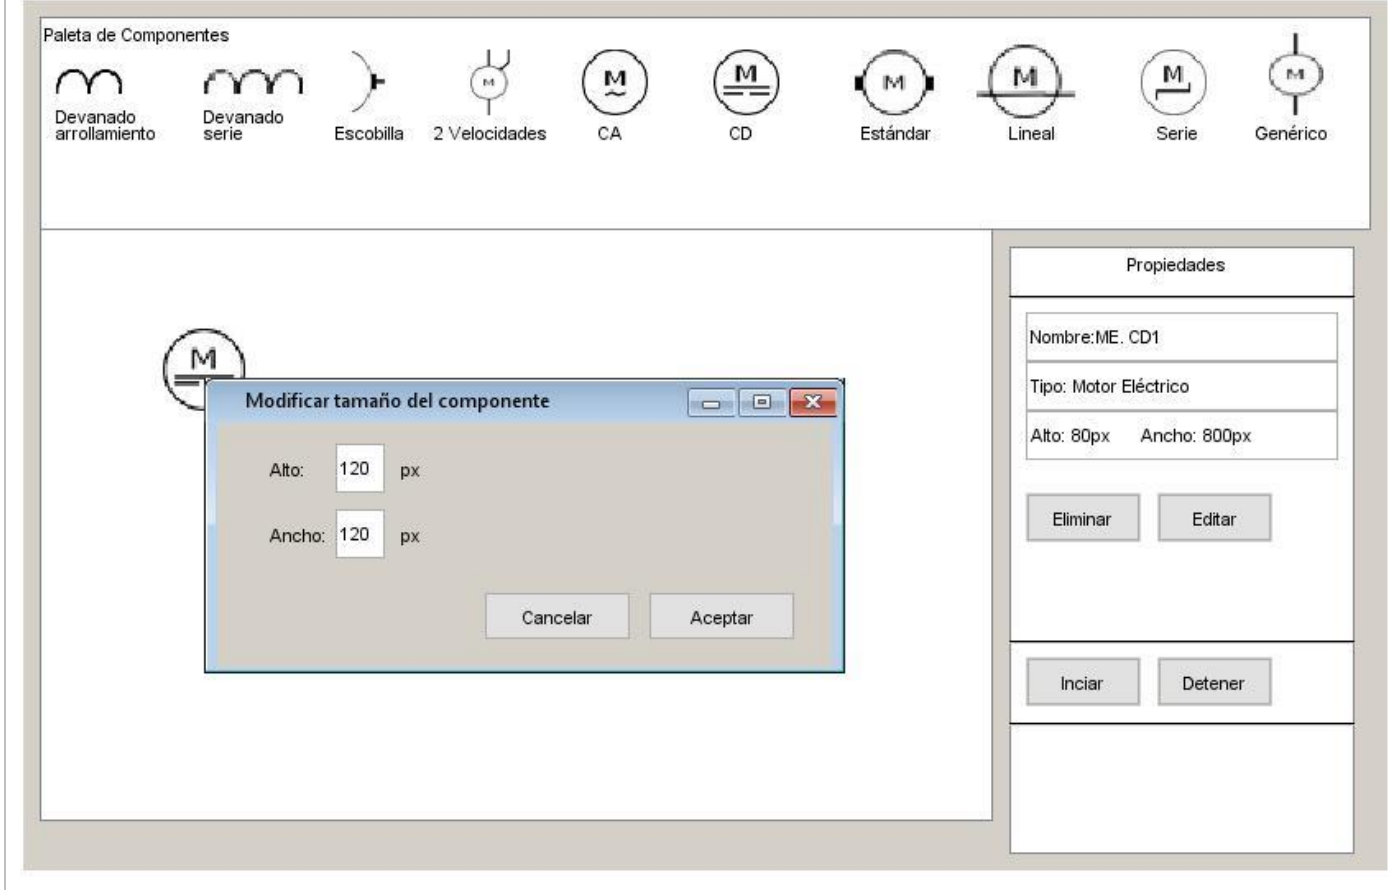 Paleta de Componentes
M M M M M M M
Devanado arrollamiento
Devanado serie
Escobilla
2 Velocidades
CA
CD
Estándar
Lineal
Serie
Genérico
Propiedades
Nombre:ME. CD1
Tipo: Motor Eléctrico
Alto: 80px Ancho: 800px
Eliminar Editar
Inciar Detener
M
Modificar tamaño del componente
Alto: 120 px
Ancho: 120 px
Cancelar Aceptar